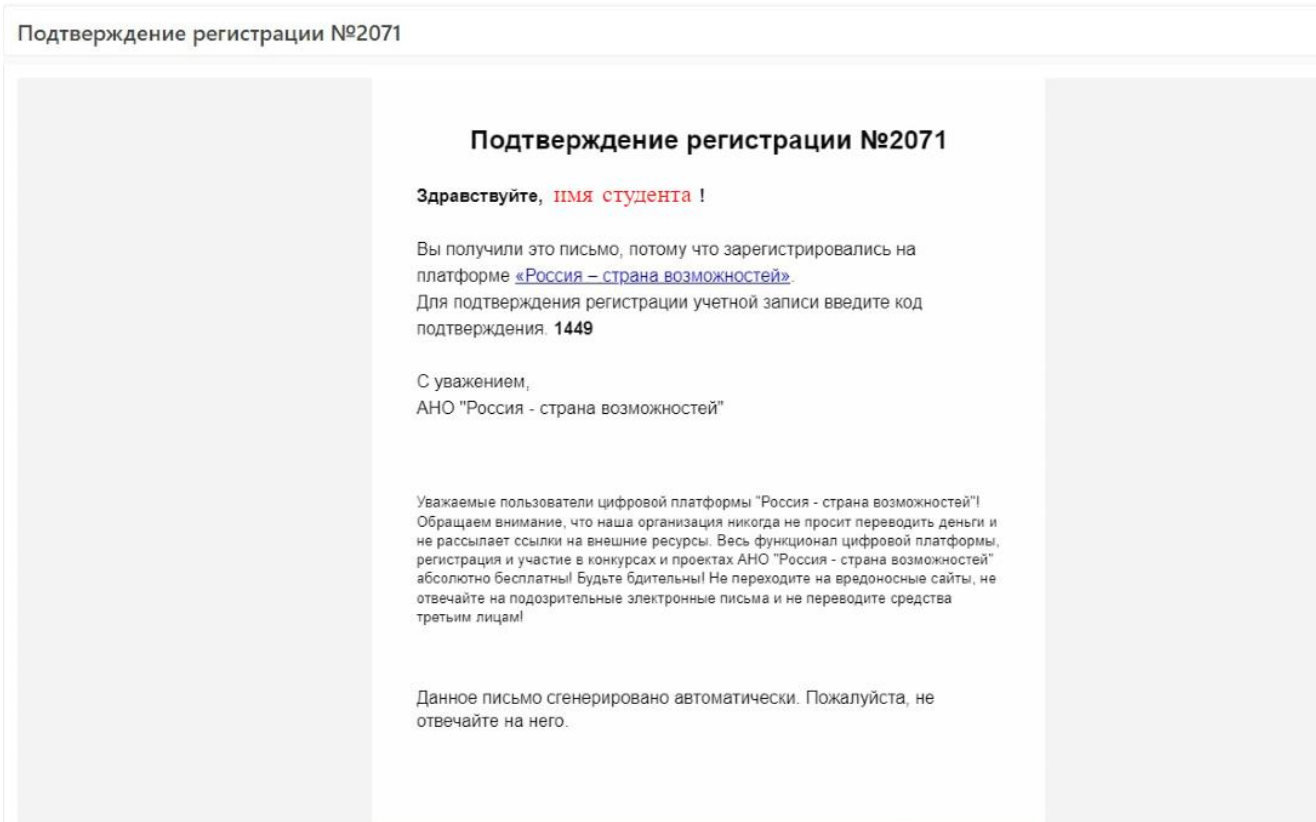 Подтверждение регистрации №2071
Подтверждение регистрации №2071
Здравствуйте, имя студента !
Вы получили это письмо, потому что зарегистрировались на
платформе «Россия – страна возможностей».
Для подтверждения регистрации учетной записи введите код
подтверждения. 1449
С уважением,
АНО "Россия - страна возможностей"
Уважаемые пользователи цифровой платформы "Россия - страна возможностей"!
Обращаем внимание, что наша организация никогда не просит переводить деньги и
не рассылает ссылки на внешние ресурсы. Весь функционал цифровой платформы,
регистрация и участие в конкурсах и проектах АНО "Россия - страна возможностей"
абсолютно бесплатны! Будьте бдительны! Не переходите на вредоносные сайты, не
отвечайте на подозрительные электронные письма и не переводите средства
третьим лицам!
Данное письмо сгенерировано автоматически. Пожалуйста, не
отвечайте на него.